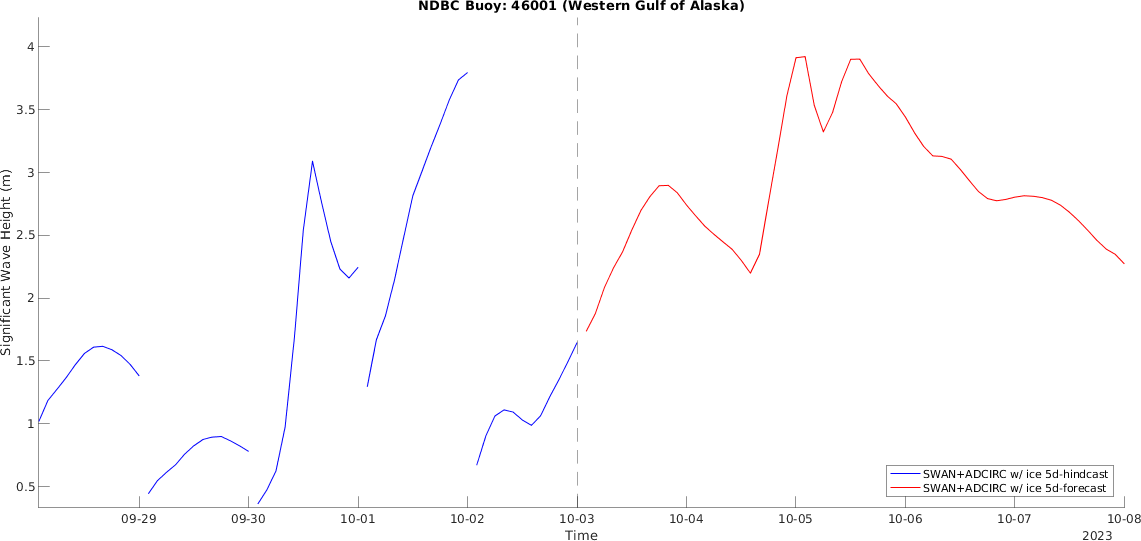 NDBC Buoy: 46001 (Western Gulf of Alaska)
Significant Wave Height (m)
4
3.5
3
2.5
2
1.5
1
0.5
SWAN+ADCIRC w/ ice 5d-hindcast
SWAN+ADCIRC w/ ice 5d-forecast
09-29 09-30 10-01 10-02 10-03 10-04 10-05 10-06 10-07 10-08
Time
2023